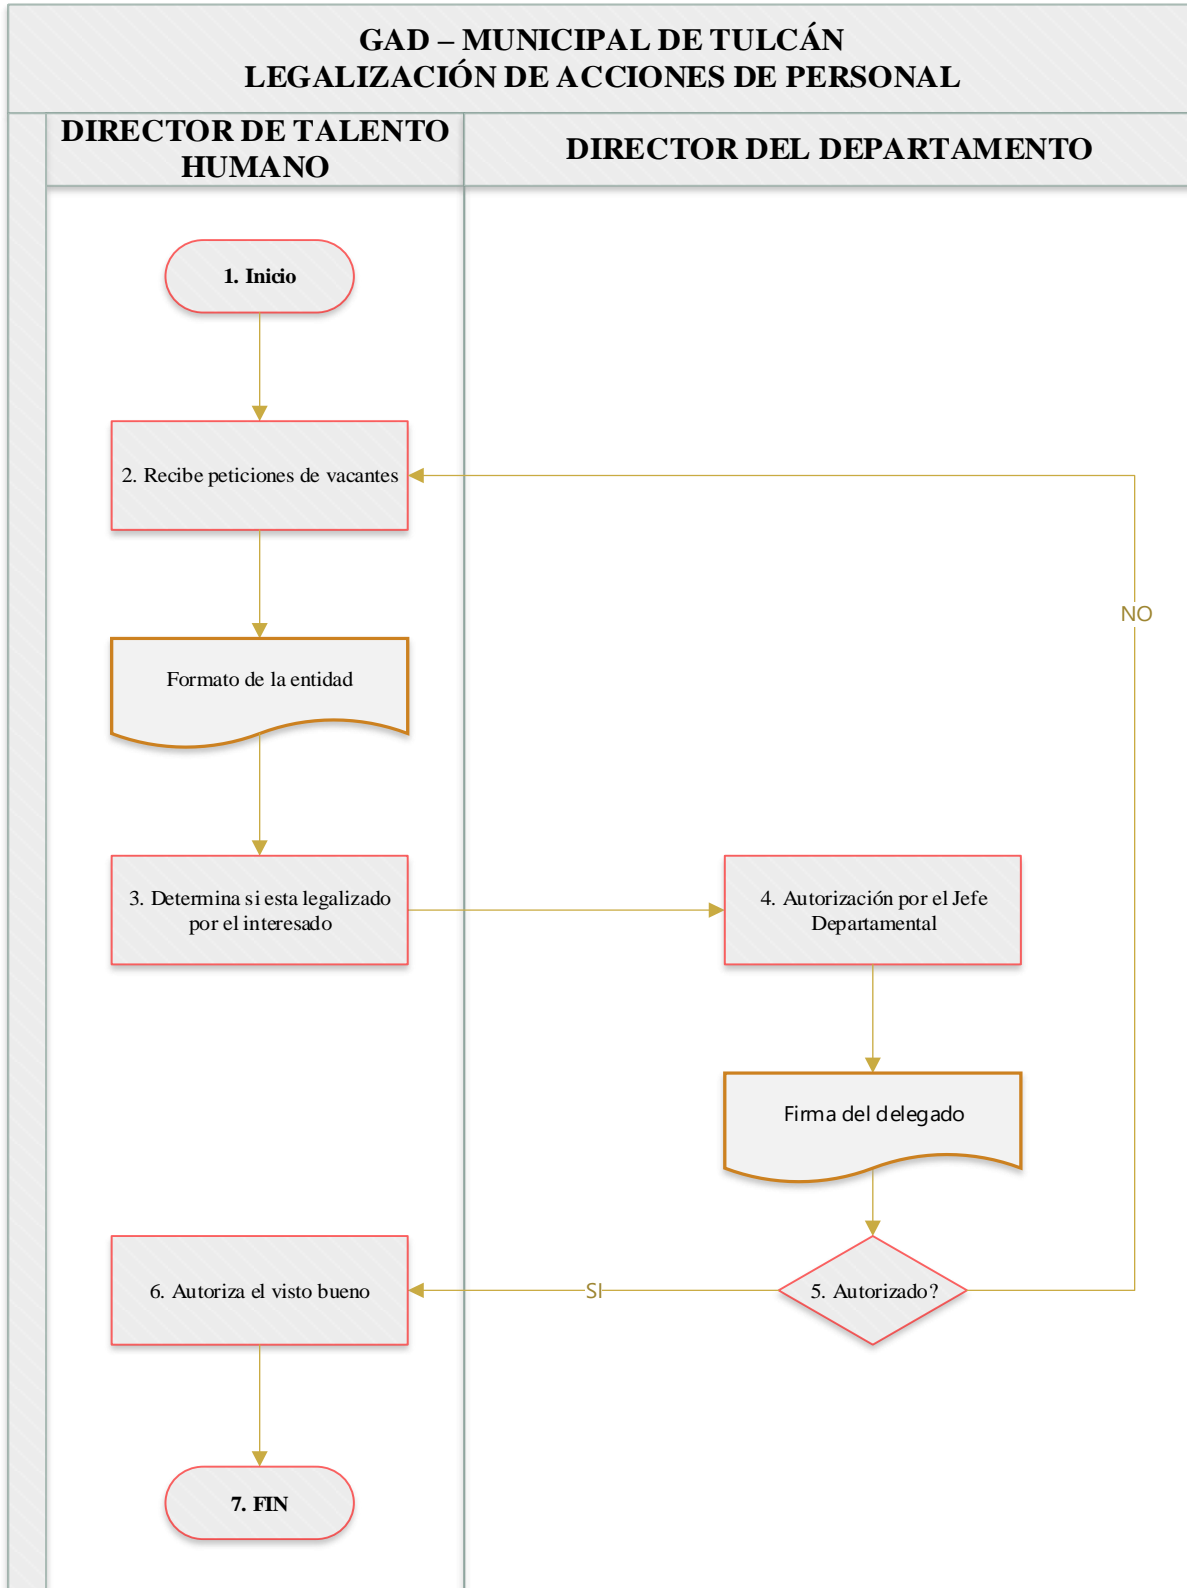 GAD – MUNICIPAL DE TULCÁN
LEGALIZACIÓN DE ACCIONES DE PERSONAL
DIRECTOR DE TALENTO
HUMANO
DIRECTOR DEL DEPARTAMENTO
1. Inicio
2. Recibe peticiones de vacantes
NO
Formato de la entidad
3. Determina si esta legalizado
por el interesado
4. Autorización por el Jefe
Departamental
Firma del delegado
6. Autoriza el visto bueno
SI
5. Autorizado?
7. FIN